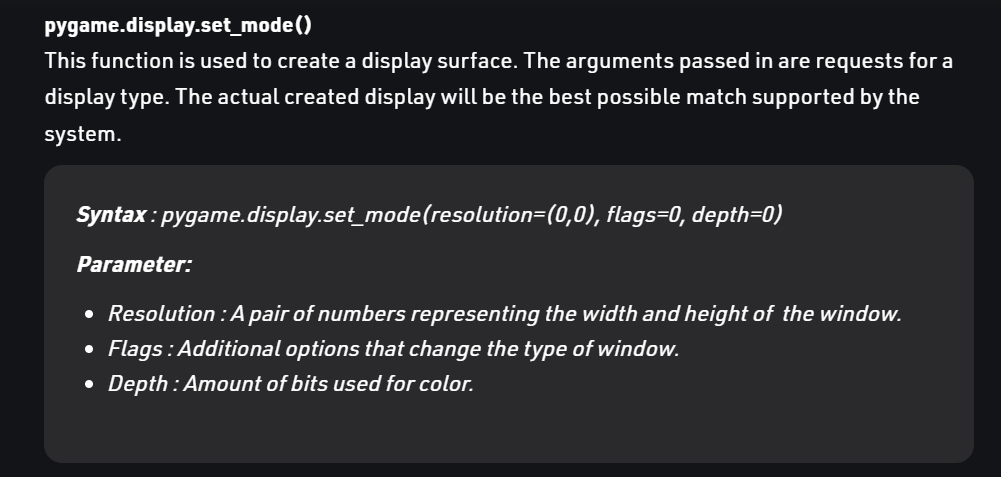 pygame.display.set_mode()
This function is used to create a display surface. The arguments passed in are requests for a
display type. The actual created display will be the best possible match supported by the
system.
Syntax : pygame.display.set_mode(resolution=(0,0), flags=0, depth=0)
Parameter:
• Resolution : A pair of numbers representing the width and height of  the window.
• Flags : Additional options that change the type of window.
• Depth : Amount of bits used for color.